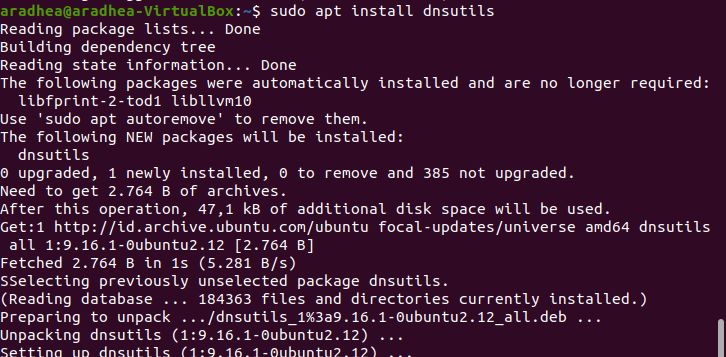 aradhea@aradhea-VirtualBox:~$ sudo apt install dnsutils
Reading package lists... Done
Building dependency tree
Reading state information... Done
The following packages were automatically installed and are no longer required:
  libfprint-2-tod1 libllvm10
Use 'sudo apt autoremove' to remove them.
The following NEW packages will be installed:
  dnsutils
0 upgraded, 1 newly installed, 0 to remove and 385 not upgraded.
Need to get 2.764 B of archives.
After this operation, 47,1 kB of additional disk space will be used.
Get:1 http://id.archive.ubuntu.com/ubuntu focal-updates/universe amd64 dnsutils
 all 1:9.16.1-0ubuntu2.12 [2.764 B]
Fetched 2.764 B in 1s (5.281 B/s)
SSelecting previously unselected package dnsutils.
(Reading database ... 184363 files and directories currently installed.)
Preparing to unpack .../dnsutils_1%3a9.16.1-0ubuntu2.12_all.deb ...
Unpacking dnsutils (1:9.16.1-0ubuntu2.12) ...
Setting up dnsutils (1:9.16.1-0ubuntu2.12) ...